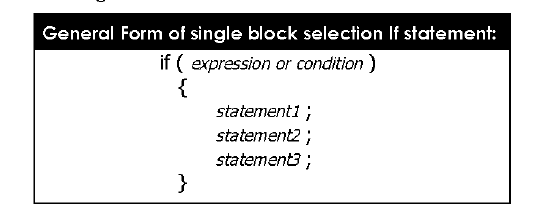 General Form of single block selection If statement:
if ( expression or condition )
{
statement1 ;
statement2 ;
statement3 ;
}